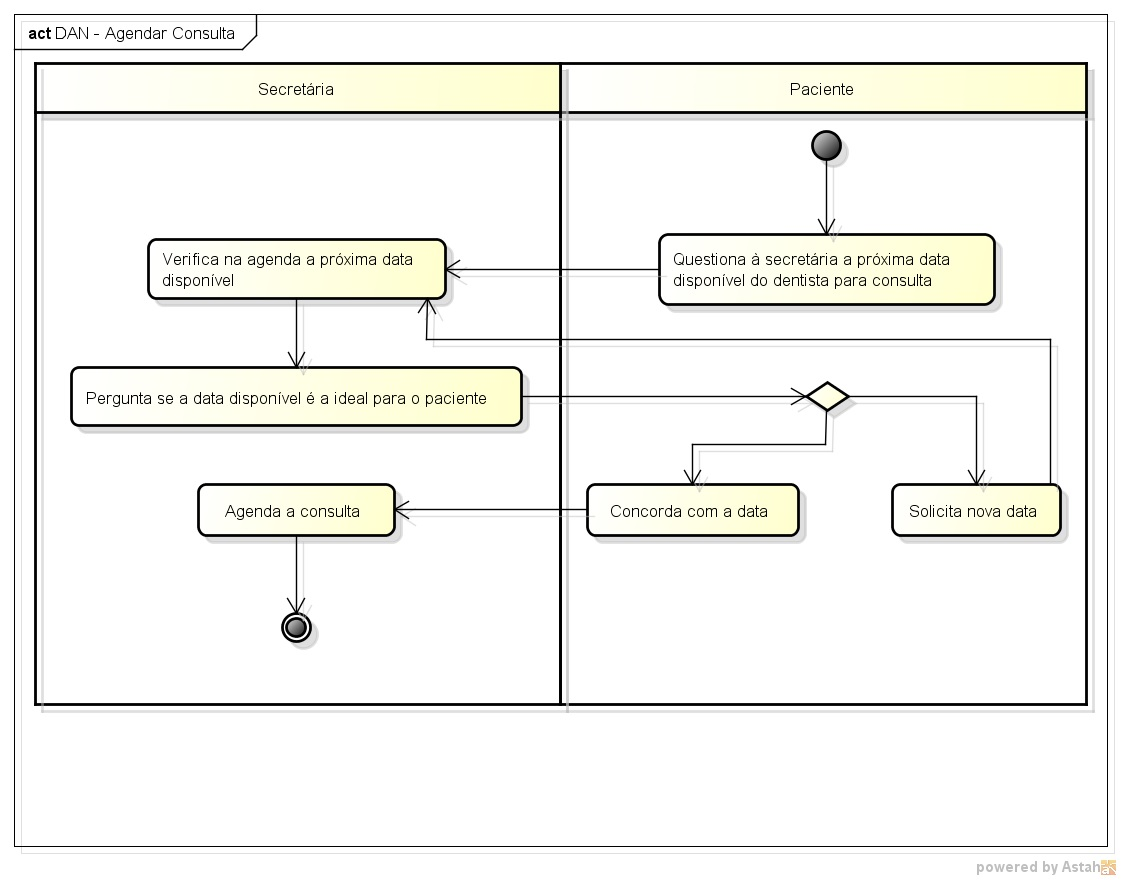 act DAN - Agendar Consulta
Secretária
Paciente
Verifica na agenda a próxima data
disponível
Questiona à secretária a próxima data
disponível do dentista para consulta
Pergunta se a data disponível é a ideal para o paciente
Agenda a consulta
Concorda com a data
Solicita nova data
powered by Astah